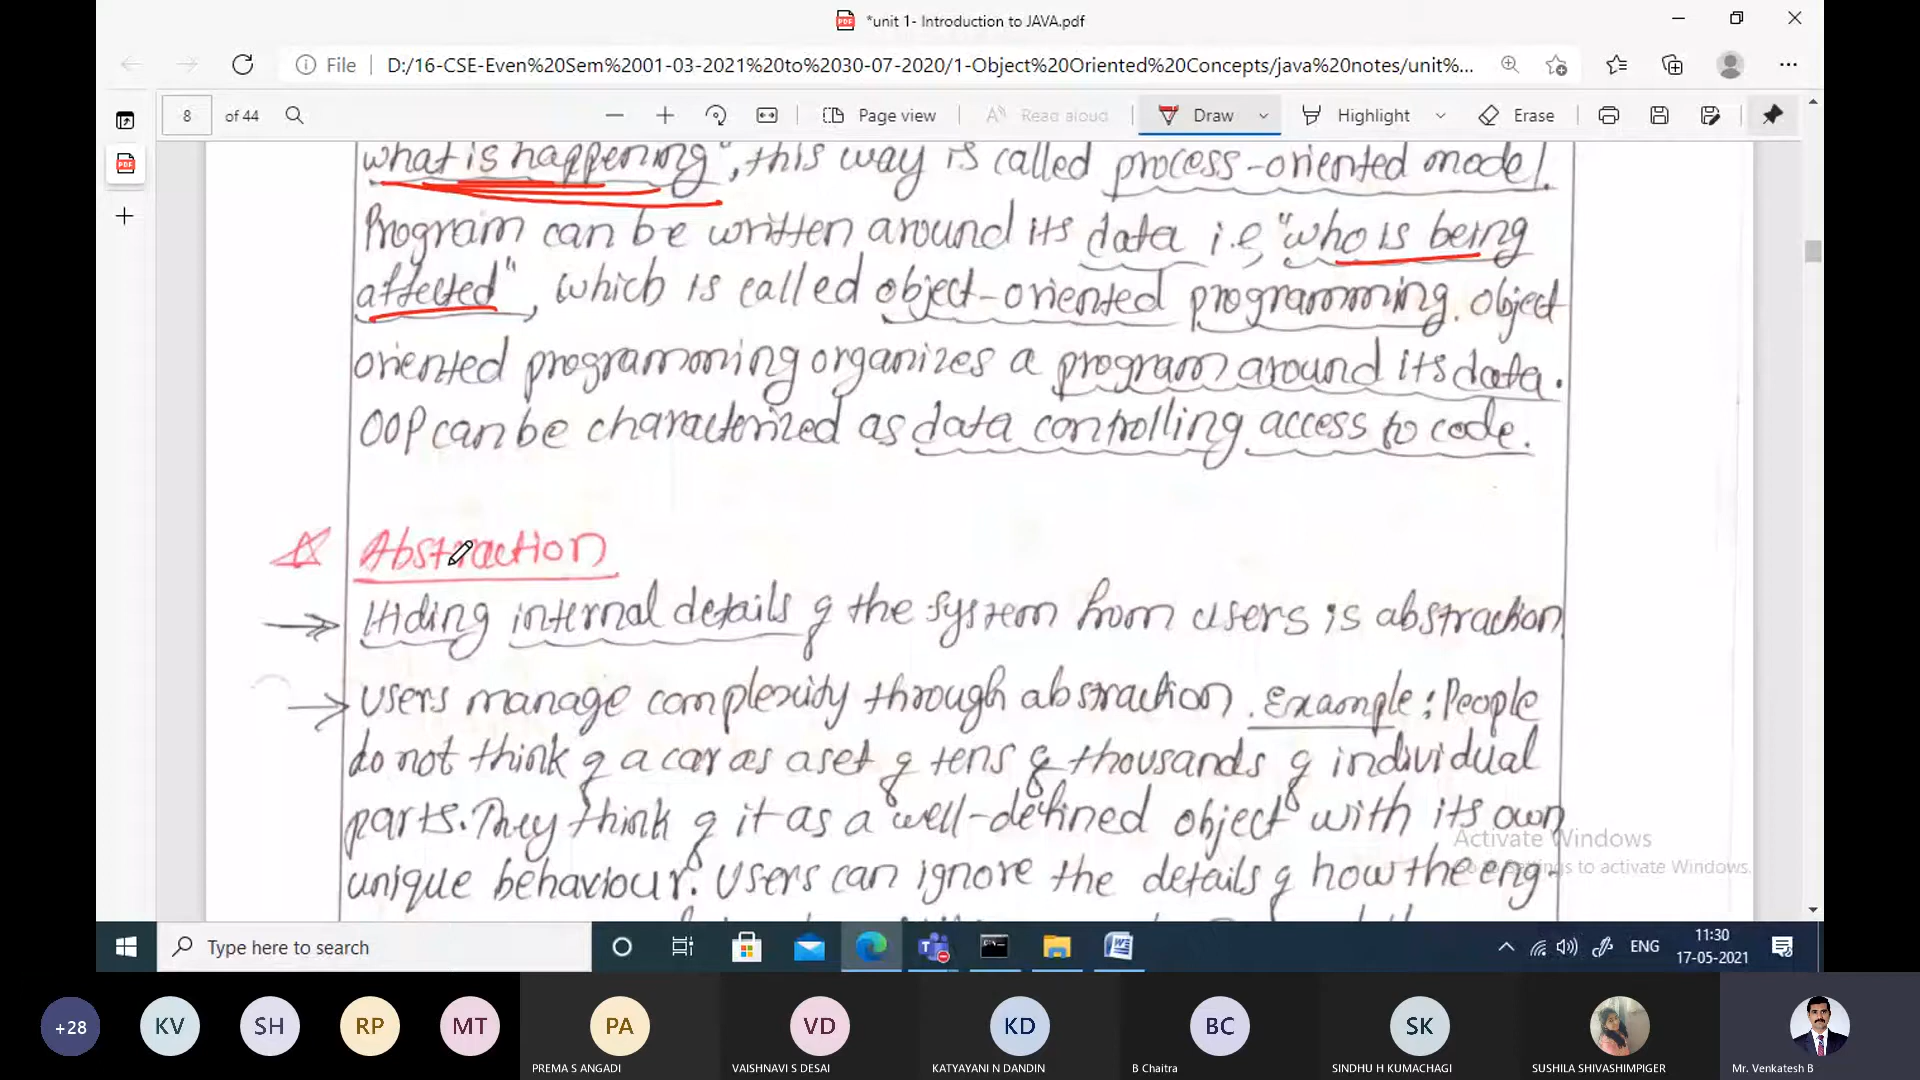 *unit 1- Introduction to JAVA.pdf
File | D:/16-CSE-Even%20Sem%2001-03-2021%20to%2030-07-2020/1-Object%20Oriented%20Concepts/java%20notes/unit%...
8 of 44 Page view Read aloud Draw Highlight Erase
what is happening", this way is called process-oriented model.
Program can be written around its data i.e "who is being
affected", which is called object-oriented programming. object
oriented programming organizes a program around its data.
OOP can be characterized as data controlling access to code.
Abstraction
Hiding internal details of the system from users is abstraction
Users manage complexity through abstraction. Example: People
do not think of a car as a set of tens of thousands of individual
parts. They think of it as a well-defined object with its own
Activate Windows
Go to Settings to activate Windows.
unique behaviour. Users can ignore the details of how the eng-
Type here to search
ENG
11:30
17-05-2021
+28 KV SH RP MT PA VD KD BC SK
PREMA S ANGADI VAISHNAVI S DESAI KATYAYANI N DANDIN B Chaitra SINDHU H KUMACHAGI SUSHILA SHIVASHIMPIGER Mr. Venkatesh B